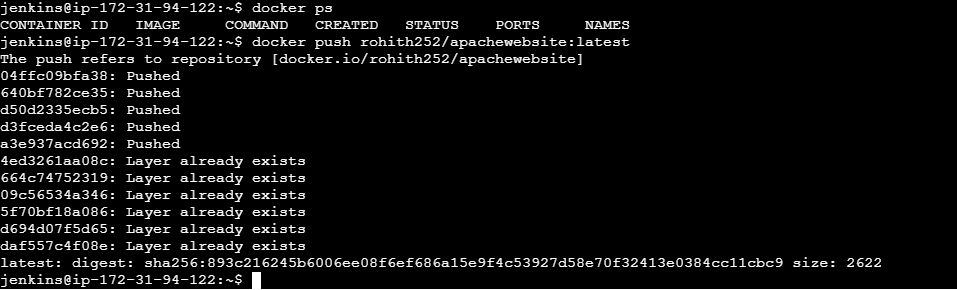 jenkins@ip-172-31-94-122:~$ docker ps
CONTAINER ID   IMAGE     COMMAND   CREATED   STATUS    PORTS     NAMES
jenkins@ip-172-31-94-122:~$ docker push rohith252/apachewebsite:latest
The push refers to repository [docker.io/rohith252/apachewebsite]
04ffc09bfa38: Pushed
640bf782ce35: Pushed
d50d2335ecb5: Pushed
d3fceda4c2e6: Pushed
a3e937acd692: Pushed
4ed3261aa08c: Layer already exists
664c74752319: Layer already exists
09c56534a346: Layer already exists
5f70bf18a086: Layer already exists
d694d07f5d65: Layer already exists
daf557c4f08e: Layer already exists
latest: digest: sha256:893c216245b6006ee08f6ef686a15e9f4c53927d58e70f32413e0384cc11cbc9 size: 2622
jenkins@ip-172-31-94-122:~$